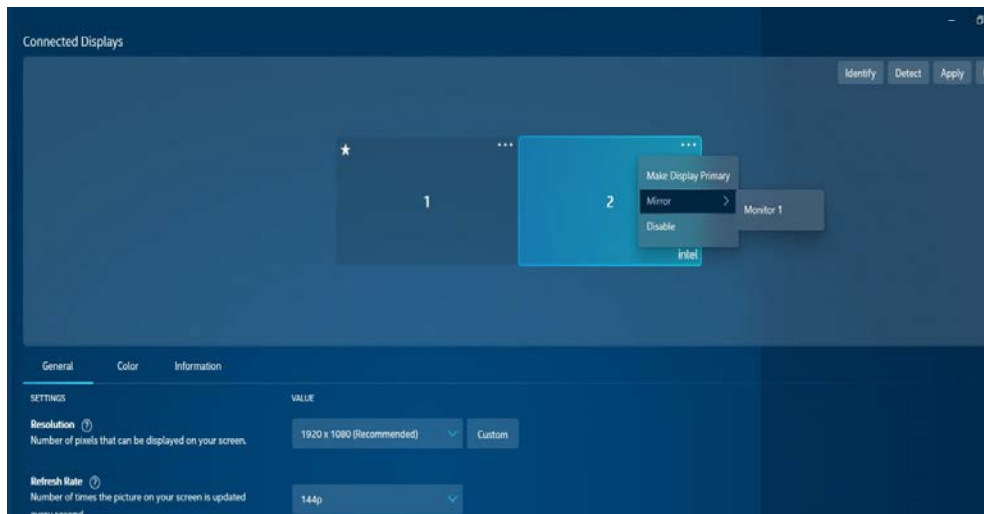 Connected Displays
Identify Detect Apply
1
2
Make Display Primary
Mirror
Monitor 1
Disable
intel
General Color Information
SETTINGS VALUE
Resolution ?
Number of pixels that can be displayed on your screen.
1920 x 1080 (Recommended) Custom
Refresh Rate ?
Number of times the picture on your screen is updated
144p